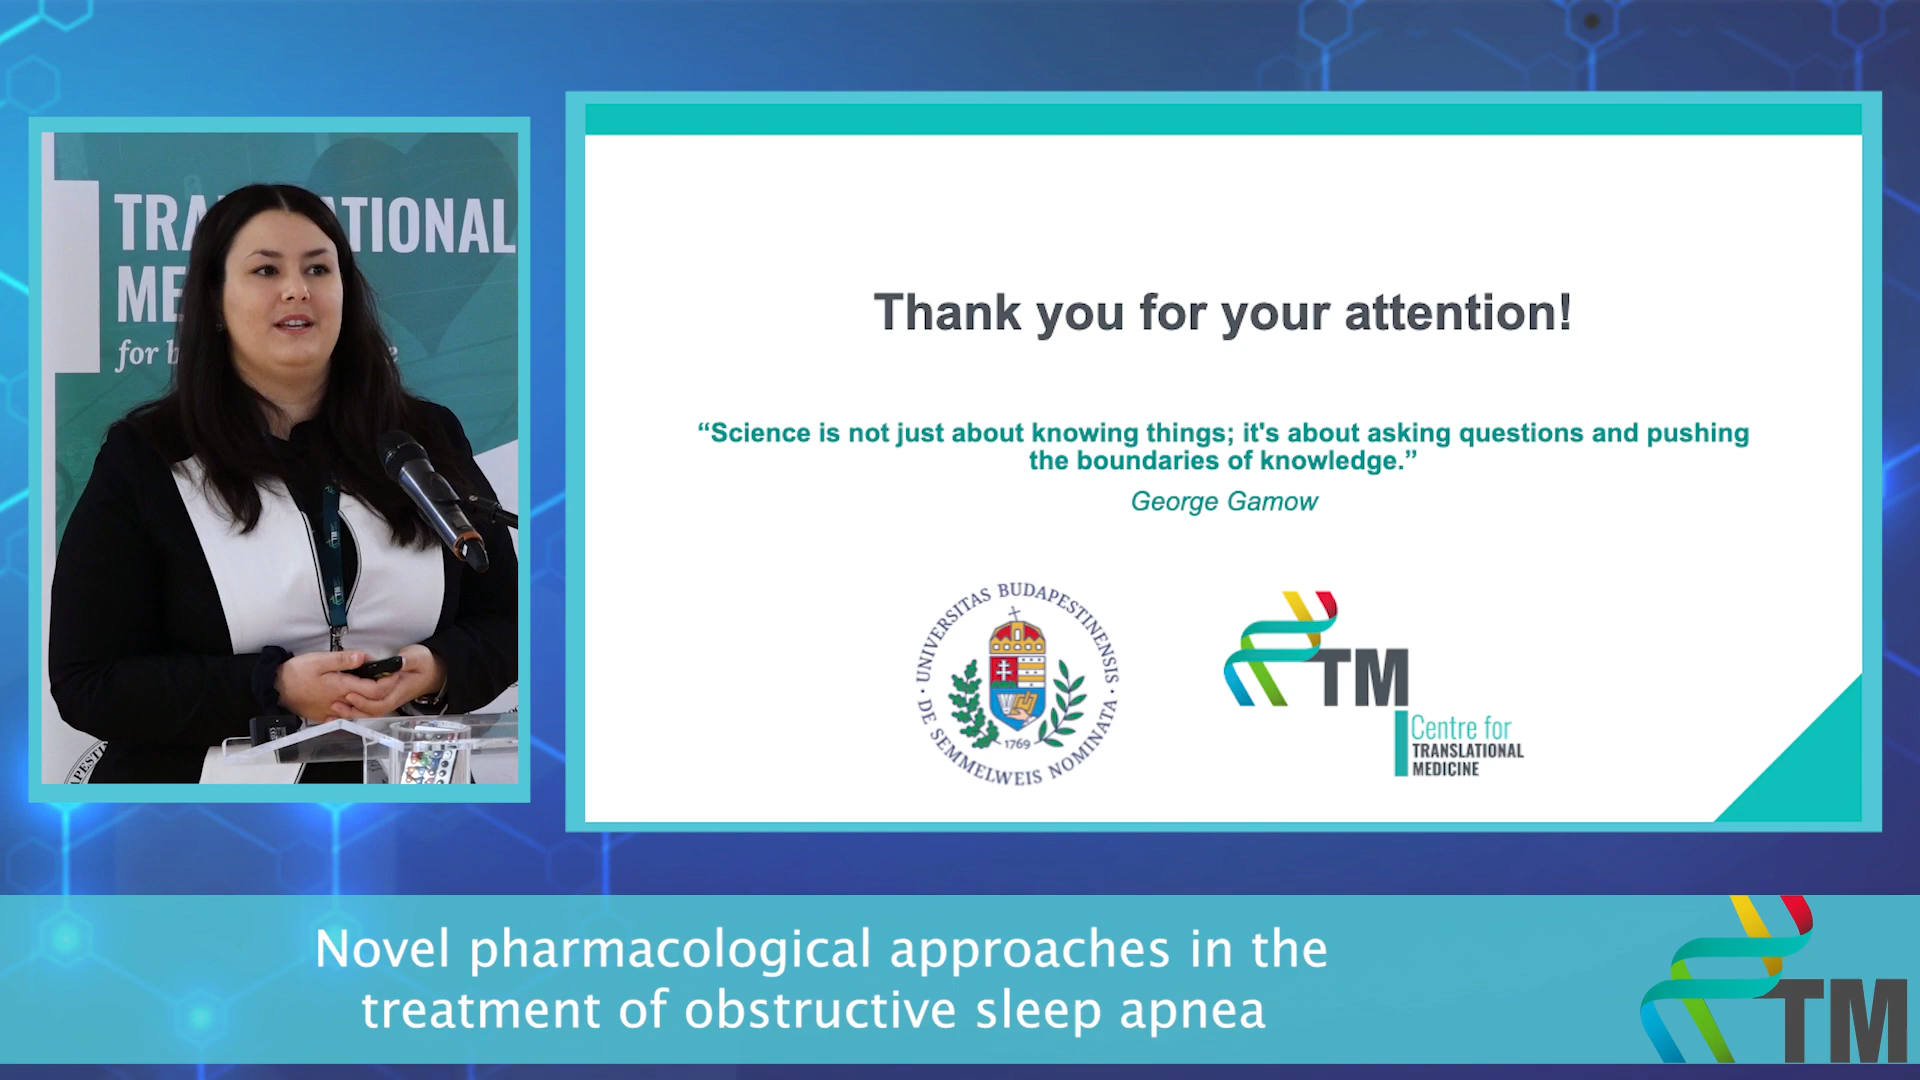 TRA TIONAL
ME
for b e
APESTI
Thank you for your attention!
“Science is not just about knowing things; it's about asking questions and pushing
the boundaries of knowledge.”
George Gamow
· UNIVERSITAS BUDAPESTINENSIS ·
DE SEMMELWEIS NOMINATA
1769
TM
Centre for
TRANSLATIONAL
MEDICINE
Novel pharmacological approaches in the
treatment of obstructive sleep apnea
TM